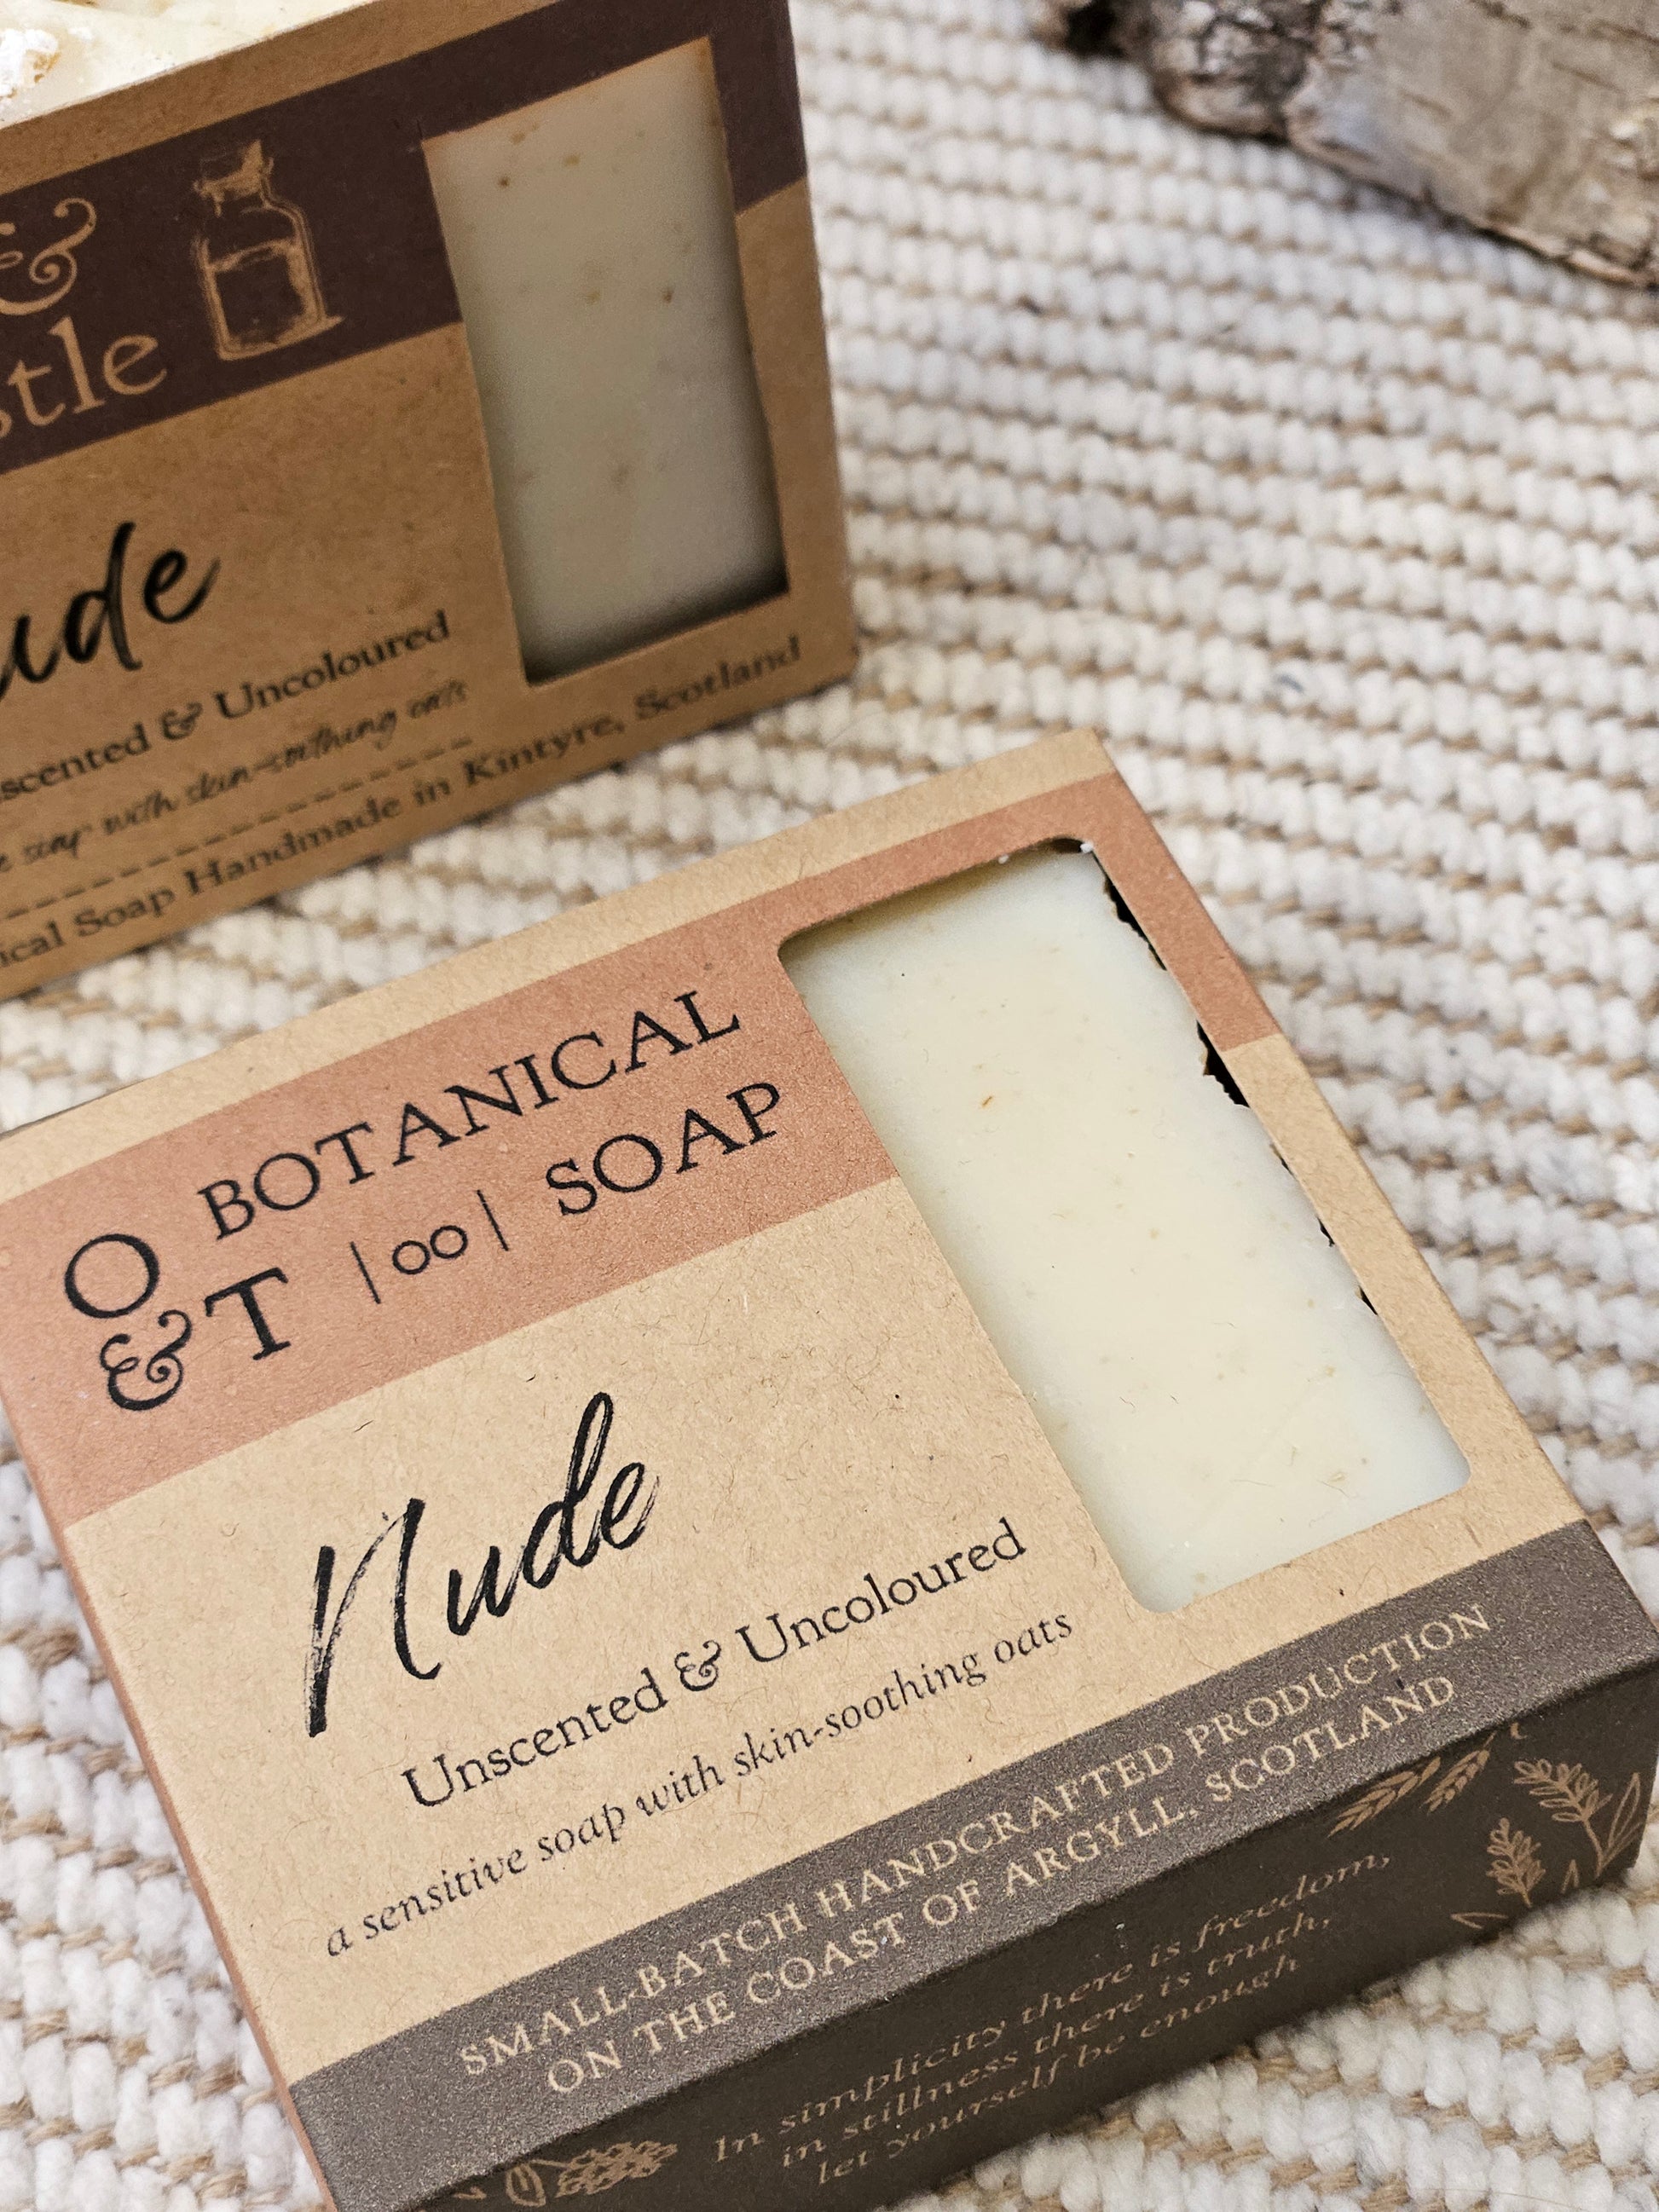 &
stle
ude
scented & Uncoloured
e soap with skin-soothing oats
ical Soap Handmade in Kintyre, Scotland
O & T
BOTANICAL
|oo| SOAP
Nude
Unscented & Uncoloured
a sensitive soap with skin-soothing oats
SMALL-BATCH HANDCRAFTED PRODUCTION
ON THE COAST OF ARGYLL, SCOTLAND
In simplicity there is freedom,
in stillness there is truth,
let yourself be enough